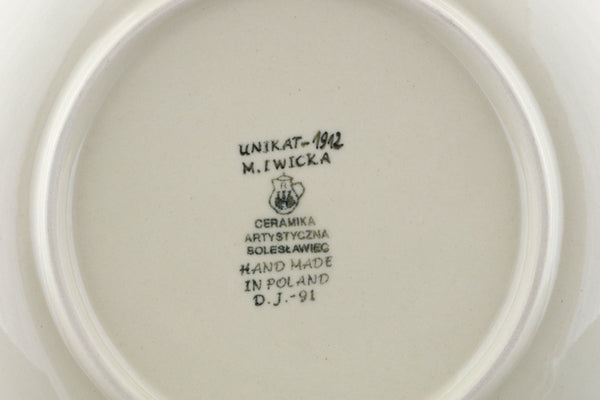 UNIKAT-1912
M. IWICKA
R
CERAMIKA
ARTYSTYCZNA
BOLESŁAWIEC
HAND MADE
IN POLAND
D.J.-91